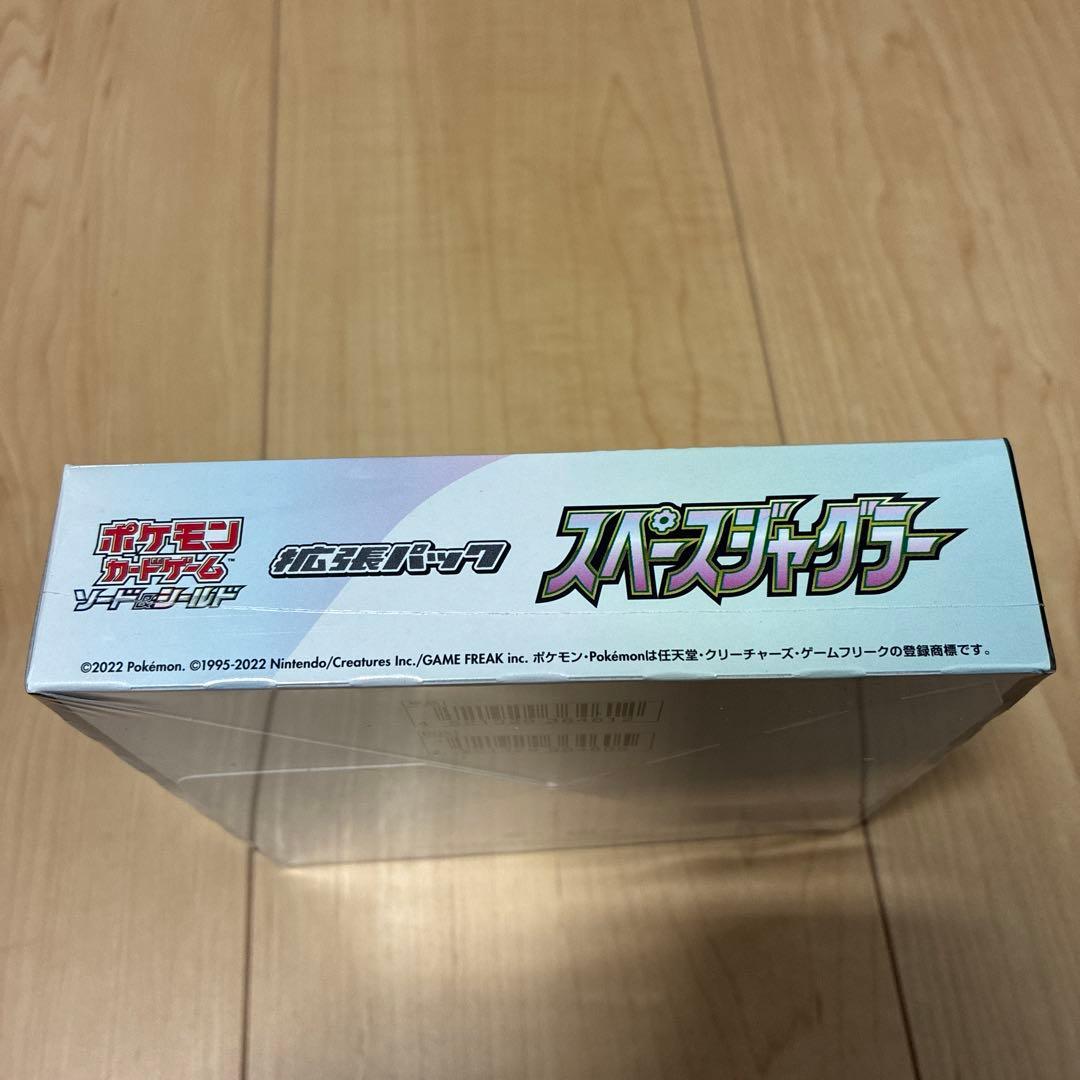 ポケモン
カードゲーム™
ソード&シールド
拡張パック
スペースジャグラー
©2022 Pokémon. ©1995-2022 Nintendo/Creatures Inc./GAME FREAK inc. ポケモン・Pokémonは任天堂・クリーチャーズ・ゲームフリークの登録商標です。